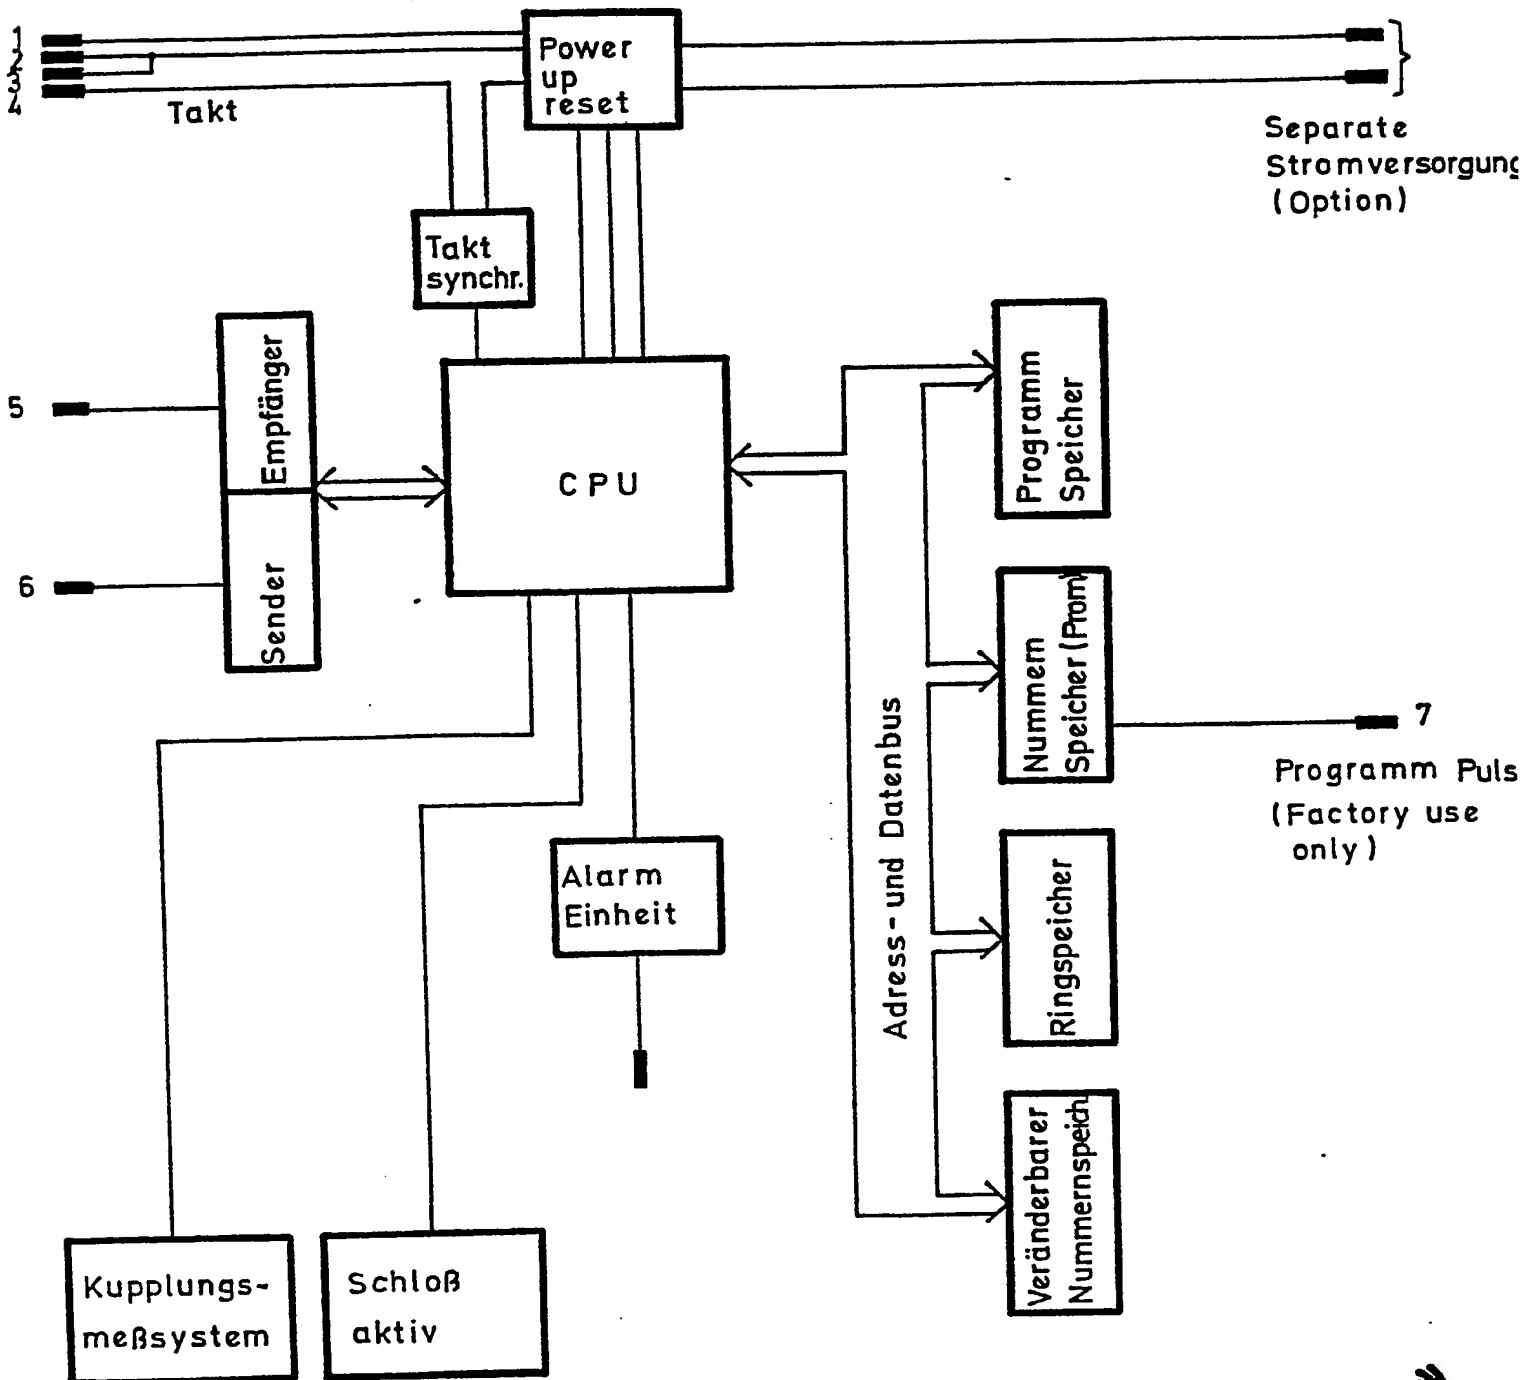 1
2
3
4
Takt
Power
up
reset
Separate
Stromversorgung
(Option)
Takt
synchr.
5
Empfänger
6
Sender
CPU
Programm
Speicher
Nummern
Speicher (Prom)
7
Programm Puls
(Factory use
only)
Adress- und Datenbus
Alarm
Einheit
Ringspeicher
Veränderbarer
Nummernspeich.
Kupplungs-
meßsystem
Schloß
aktiv